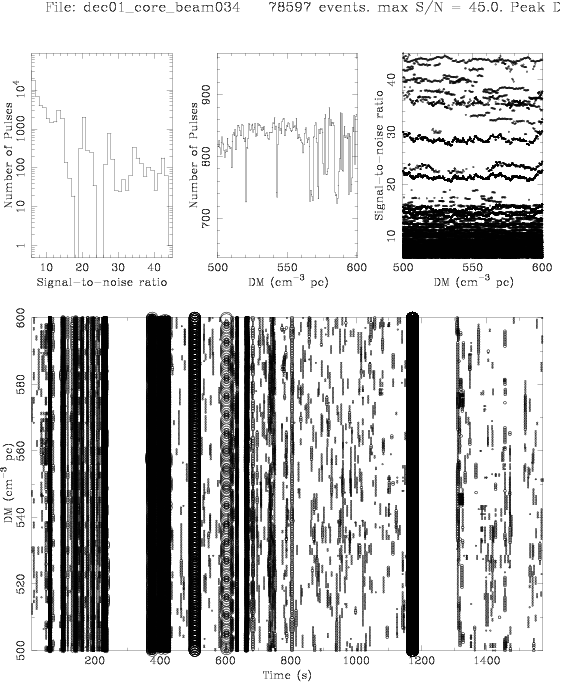 File: dec01_core_beam034 78597 events. max S/N = 45.0. Peak D
Number of Pulses
1 10 100 1000 10⁴
10 20 30 40
Signal−to−noise ratio
Number of Pulses
700 800 900
500 550 600
DM (cm⁻³ pc)
Signal−to−noise ratio
10 20 30 40
500 550 600
DM (cm⁻³ pc)
DM (cm⁻³ pc)
500 520 540 560 580 600
200 400 600 800 1000 1200 1400
Time (s)